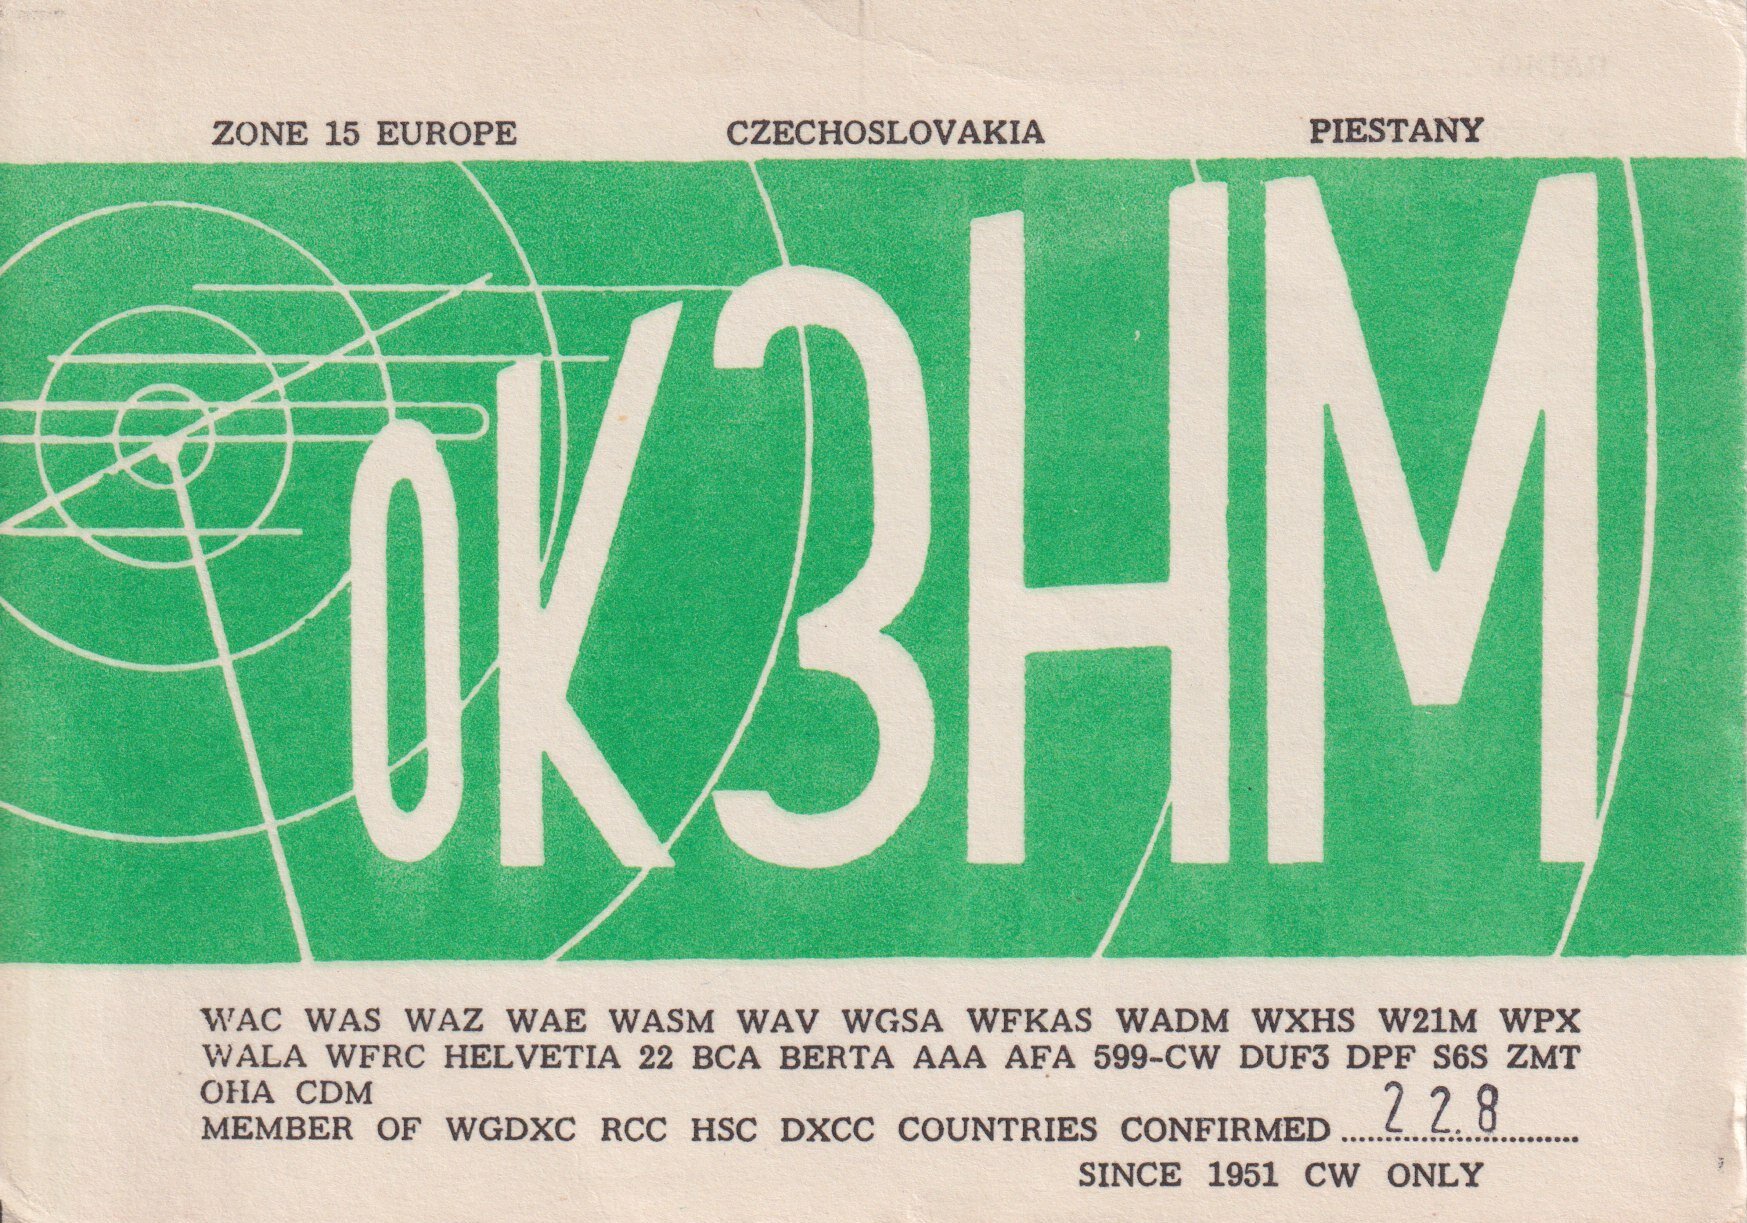 ZONE 15 EUROPE CZECHOSLOVAKIA PIESTANY
OK3HM
WAC WAS WAZ WAE WASM WAV WGSA WFKAS WADM WXHS W21M WPX
WALA WFRC HELVETIA 22 BCA BERTA AAA AFA 599-CW DUF3 DPF S6S ZMT
OHA CDM
MEMBER OF WGDXC RCC HSC DXCC COUNTRIES CONFIRMED 228
SINCE 1951 CW ONLY